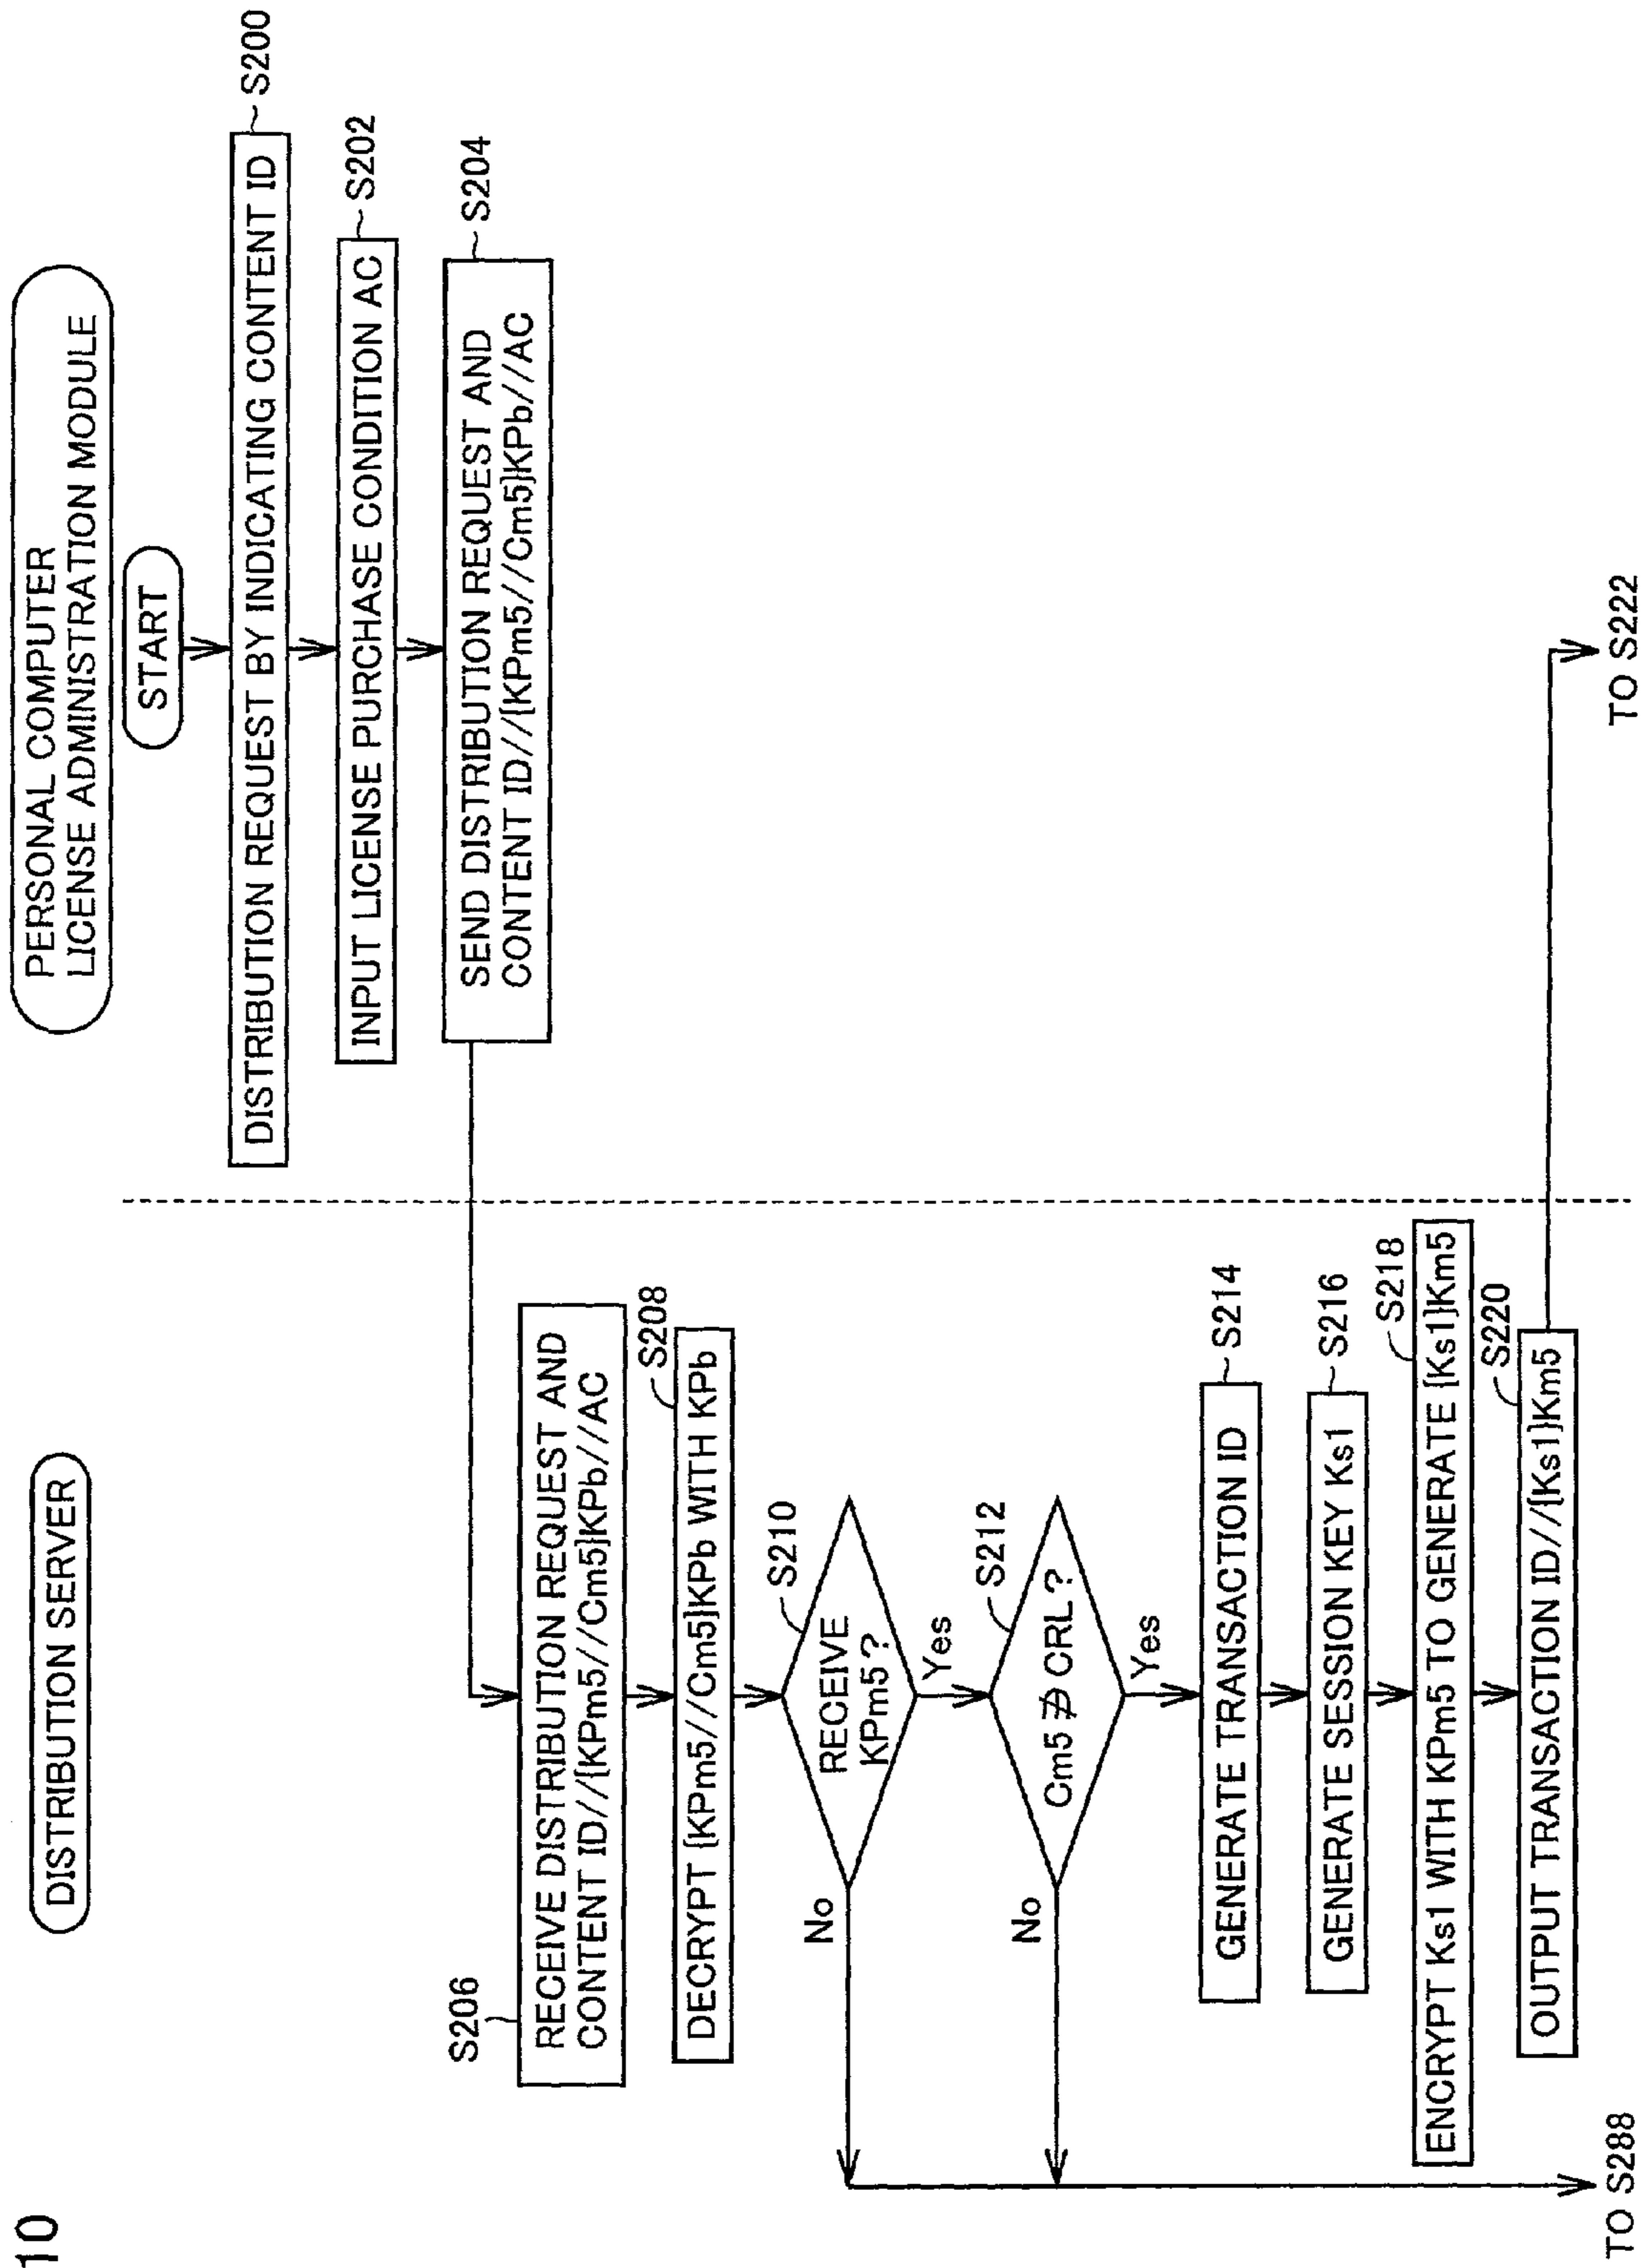 10
DISTRIBUTION SERVER
PERSONAL COMPUTER
LICENSE ADMINISTRATION MODULE
START
DISTRIBUTION REQUEST BY INDICATING CONTENT ID
S200
INPUT LICENSE PURCHASE CONDITION AC
S202
SEND DISTRIBUTION REQUEST AND
CONTENT ID//{KPm5//Cm5}KPb//AC
S204
S206
RECEIVE DISTRIBUTION REQUEST AND
CONTENT ID//{KPm5//Cm5}KPb//AC
S208
DECRYPT {KPm5//Cm5}KPb WITH KPb
S210
RECEIVE
KPm5?
No
Yes
S212
Cm5∌CRL?
No
Yes
GENERATE TRANSACTION ID
S214
GENERATE SESSION KEY Ks1
S216
S218
ENCRYPT Ks1 WITH KPm5 TO GENERATE {Ks1}Km5
S220
OUTPUT TRANSACTION ID//{Ks1}Km5
TO S288
TO S222